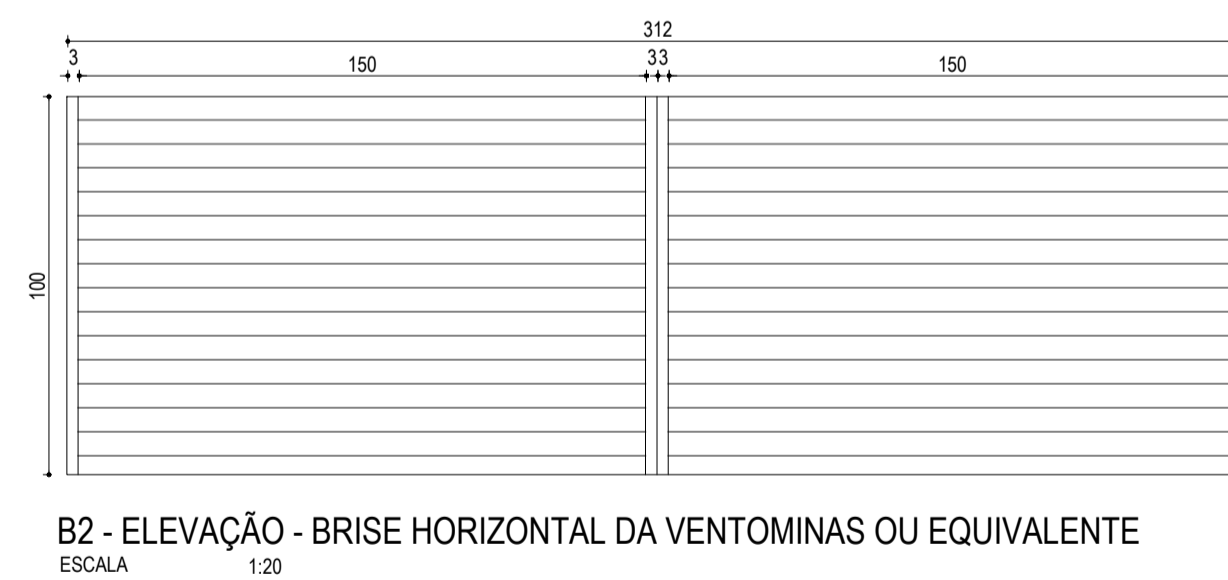 312
3 150 33 150
100
B2 - ELEVAÇÃO - BRISE HORIZONTAL DA VENTOMINAS OU EQUIVALENTE
ESCALA 1:20